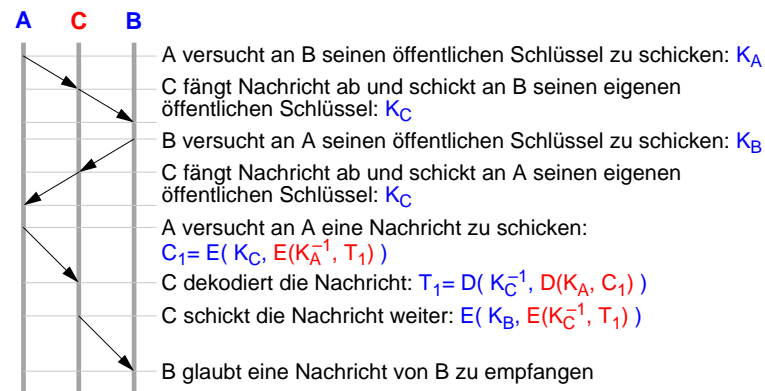 A C B
A versucht an B seinen öffentlichen Schlüssel zu schicken: K_A
C fängt Nachricht ab und schickt an B seinen eigenen
öffentlichen Schlüssel: K_C
B versucht an A seinen öffentlichen Schlüssel zu schicken: K_B
C fängt Nachricht ab und schickt an A seinen eigenen
öffentlichen Schlüssel: K_C
A versucht an A eine Nachricht zu schicken:
C_1= E( K_C, E(K_A^-1, T_1) )
C dekodiert die Nachricht: T_1= D( K_C^-1, D(K_A, C_1) )
C schickt die Nachricht weiter: E( K_B, E(K_C^-1, T_1) )
B glaubt eine Nachricht von B zu empfangen